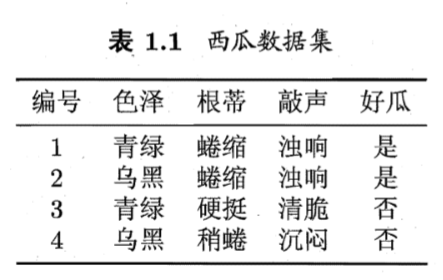 表 1.1 西瓜数据集
编号 色泽 根蒂 敲声 好瓜
1 青绿 蜷缩 浊响 是
2 乌黑 蜷缩 浊响 是
3 青绿 硬挺 清脆 否
4 乌黑 稍蜷 沉闷 否